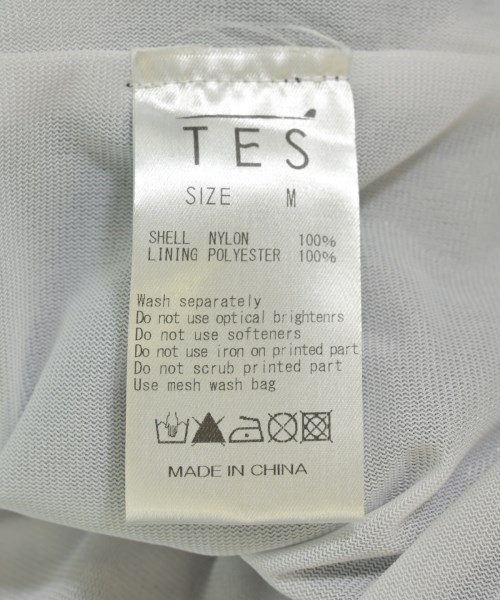 TES
SIZE M
SHELL NYLON 100%
LINING POLYESTER 100%
Wash separately
Do not use optical brightenrs
Do not use softeners
Do not use iron on printed part
Do not scrub printed part
Use mesh wash bag
MADE IN CHINA